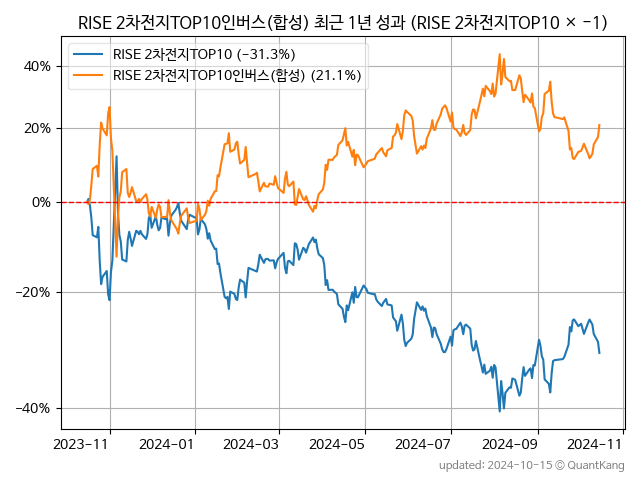 RISE 2차전지TOP10인버스(합성) 최근 1년 성과 (RISE 2차전지TOP10 × -1)
RISE 2차전지TOP10 (−31.3%)
RISE 2차전지TOP10인버스(합성) (21.1%)
40%
20%
0%
−20%
−40%
2023-11 2024-01 2024-03 2024-05 2024-07 2024-09 2024-11
updated: 2024-10-15 © QuantKang